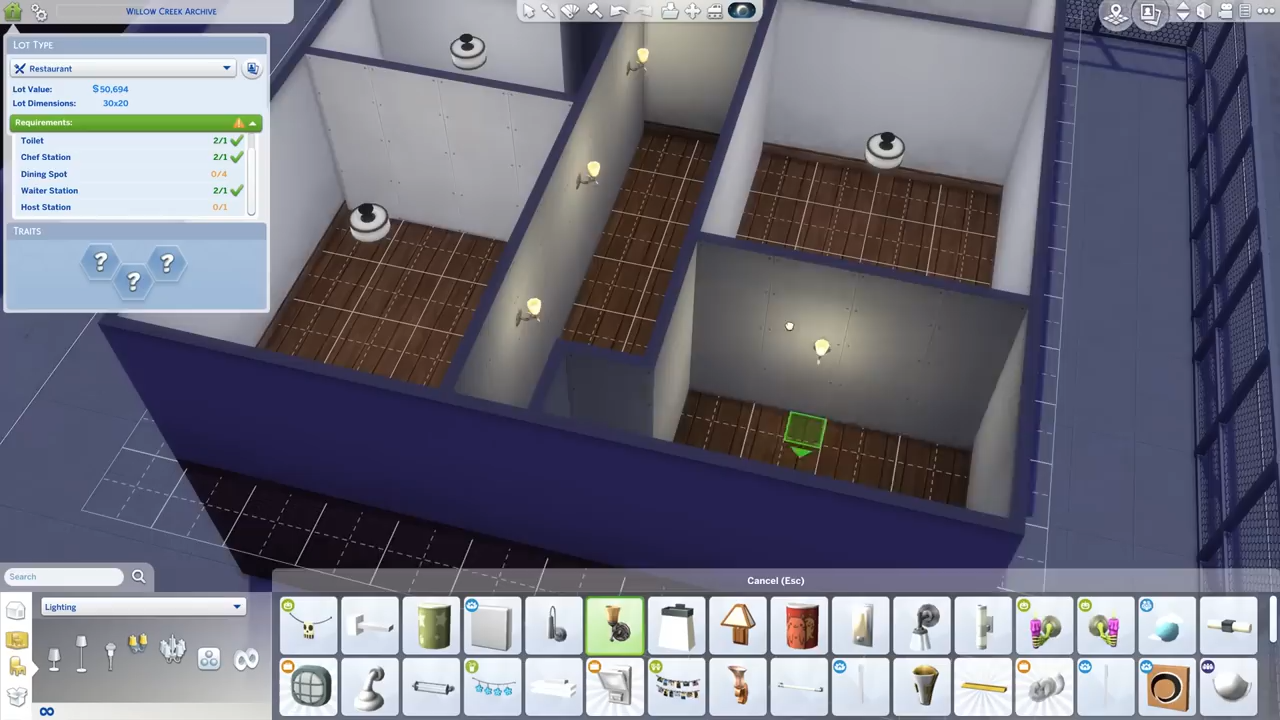 WILLOW CREEK ARCHIVE
LOT TYPE
Restaurant
Lot Value: §50,694
Lot Dimensions: 30x20
Requirements:
Toilet 2/1
Chef Station 2/1
Dining Spot 0/4
Waiter Station 2/1
Host Station 0/1
TRAITS
? ? ?
Search
Cancel (Esc)
Lighting